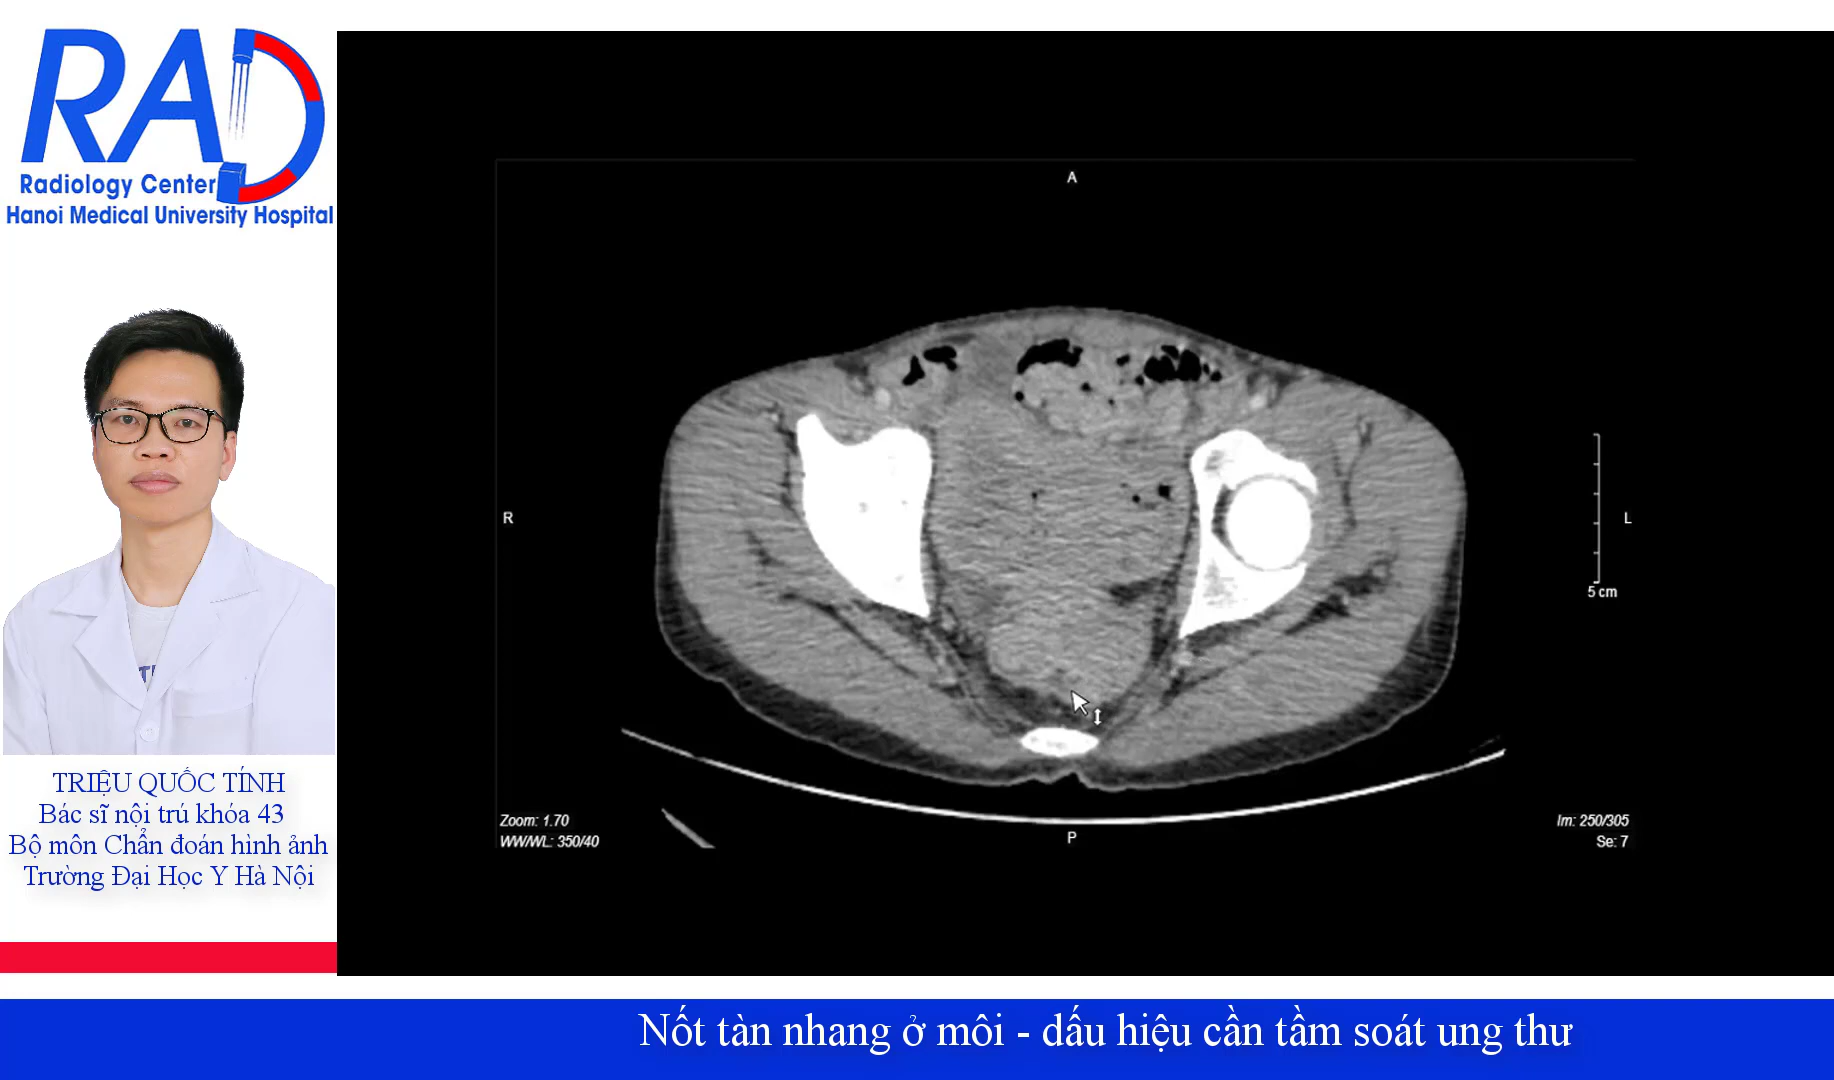 RAD
Radiology Center
Hanoi Medical University Hospital
TRIỆU QUỐC TÍNH
Bác sĩ nội trú khóa 43
Bộ môn Chẩn đoán hình ảnh
Trường Đại Học Y Hà Nội
A
R
L
5 cm
Zoom: 1.70
WW/WL: 350/40
P
Im: 250/305
Se: 7
Nốt tàn nhang ở môi - dấu hiệu cần tầm soát ung thư